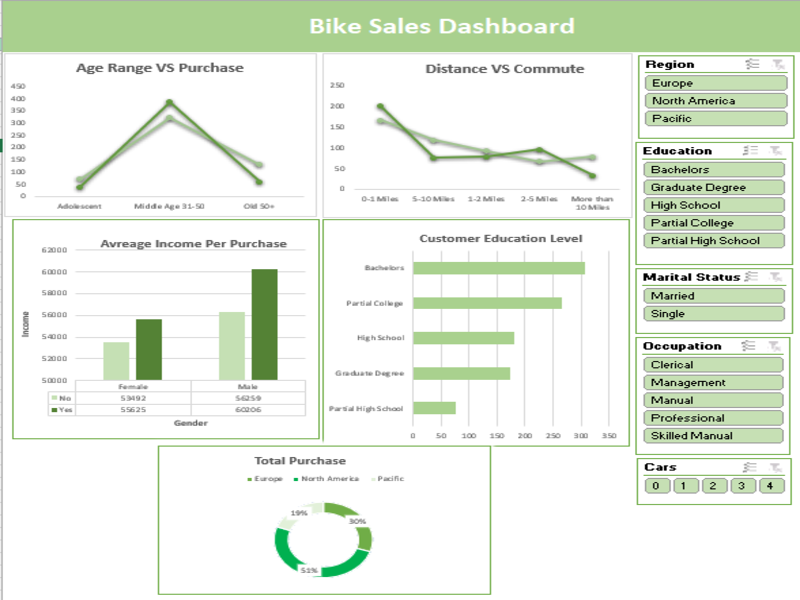 Bike Sales Dashboard
Age Range VS Purchase
450
400
350
300
250
200
150
100
50
0
Adolescent Middle Age 31-50 Old 50+
Distance VS Commute
250
200
150
100
50
0
0-1 Miles 5-10 Miles 1-2 Miles 2-5 Miles More than
10 Miles
Avreage Income Per Purchase
62000
60000
58000
56000
54000
52000
50000
Income
Female Male
No 53492 56259
Yes 55625 60206
Gender
Customer Education Level
Bachelors
Partial College
High School
Graduate Degree
Partial High School
0 50 100 150 200 250 300 350
Total Purchase
Europe North America Pacific
19%
30%
51%
Region
Europe
North America
Pacific
Education
Bachelors
Graduate Degree
High School
Partial College
Partial High School
Marital Status
Married
Single
Occupation
Clerical
Management
Manual
Professional
Skilled Manual
Cars
0 1 2 3 4